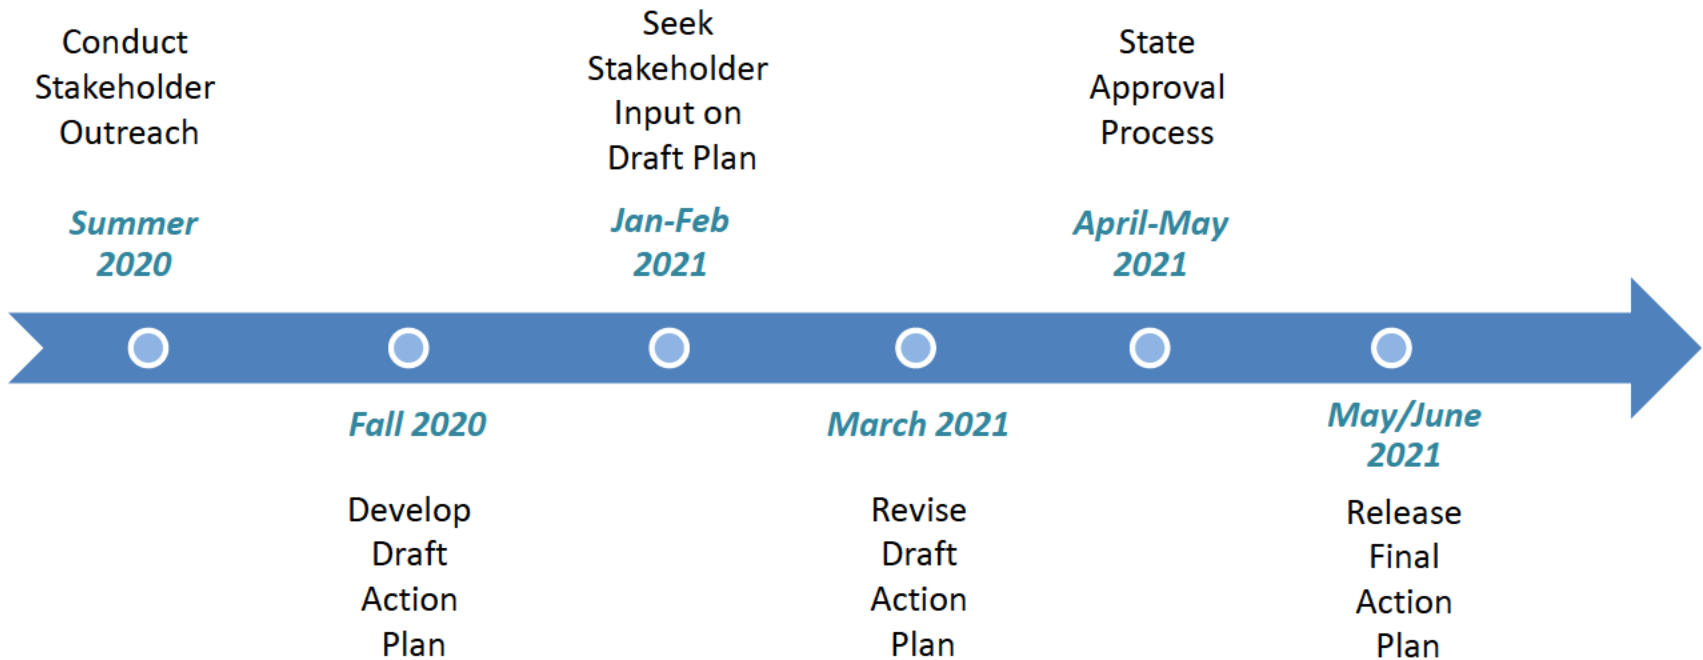 Conduct
Stakeholder
Outreach
Summer
2020
Fall 2020
Develop
Draft
Action
Plan
Seek
Stakeholder
Input on
Draft Plan
Jan-Feb
2021
March 2021
Revise
Draft
Action
Plan
State
Approval
Process
April-May
2021
May/June
2021
Release
Final
Action
Plan